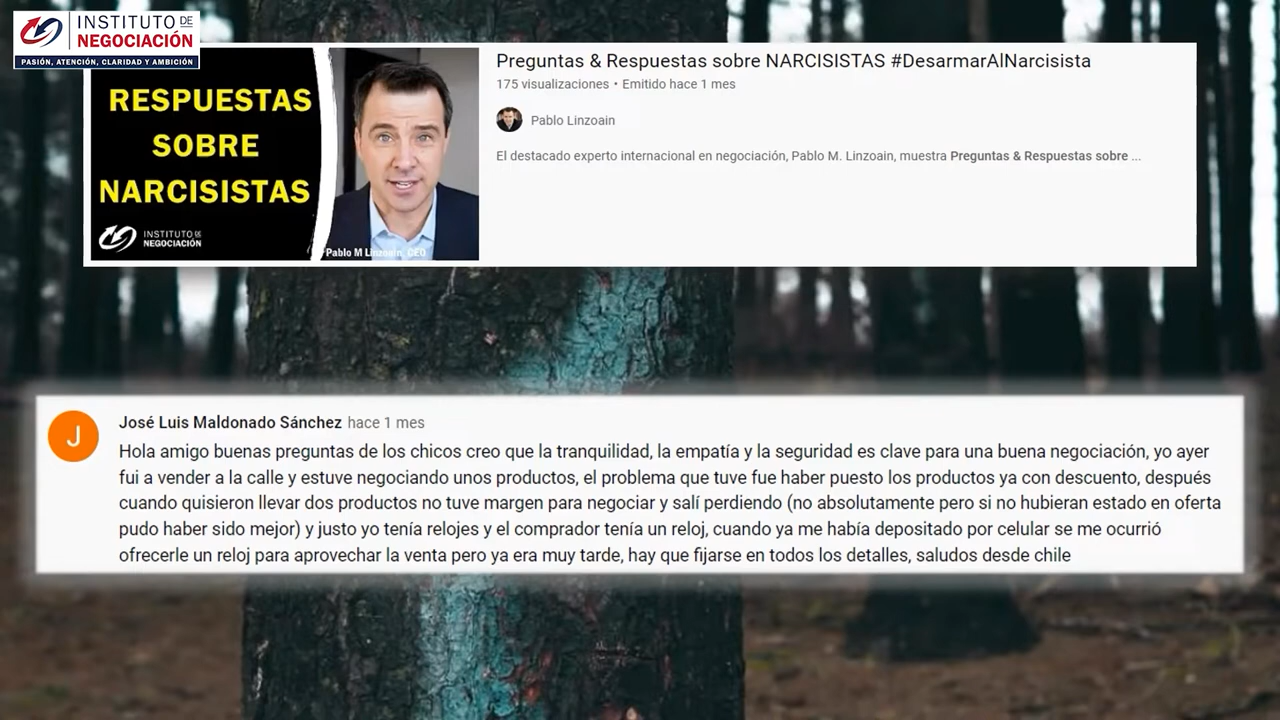 INSTITUTO DE
NEGOCIACIÓN
PASIÓN, ATENCIÓN, CLARIDAD Y AMBICIÓN
RESPUESTAS
SOBRE
NARCISISTAS
INSTITUTO DE
NEGOCIACIÓN
Pablo M Linzoain, CEO
Preguntas & Respuestas sobre NARCISISTAS #DesarmarAlNarcisista
175 visualizaciones • Emitido hace 1 mes
Pablo Linzoain
El destacado experto internacional en negociación, Pablo M. Linzoain, muestra Preguntas & Respuestas sobre ...
J
José Luis Maldonado Sánchez hace 1 mes
Hola amigo buenas preguntas de los chicos creo que la tranquilidad, la empatía y la seguridad es clave para una buena negociación, yo ayer
fui a vender a la calle y estuve negociando unos productos, el problema que tuve fue haber puesto los productos ya con descuento, después
cuando quisieron llevar dos productos no tuve margen para negociar y salí perdiendo (no absolutamente pero si no hubieran estado en oferta
pudo haber sido mejor) y justo yo tenía relojes y el comprador tenía un reloj, cuando ya me había depositado por celular se me ocurrió
ofrecerle un reloj para aprovechar la venta pero ya era muy tarde, hay que fijarse en todos los detalles, saludos desde chile